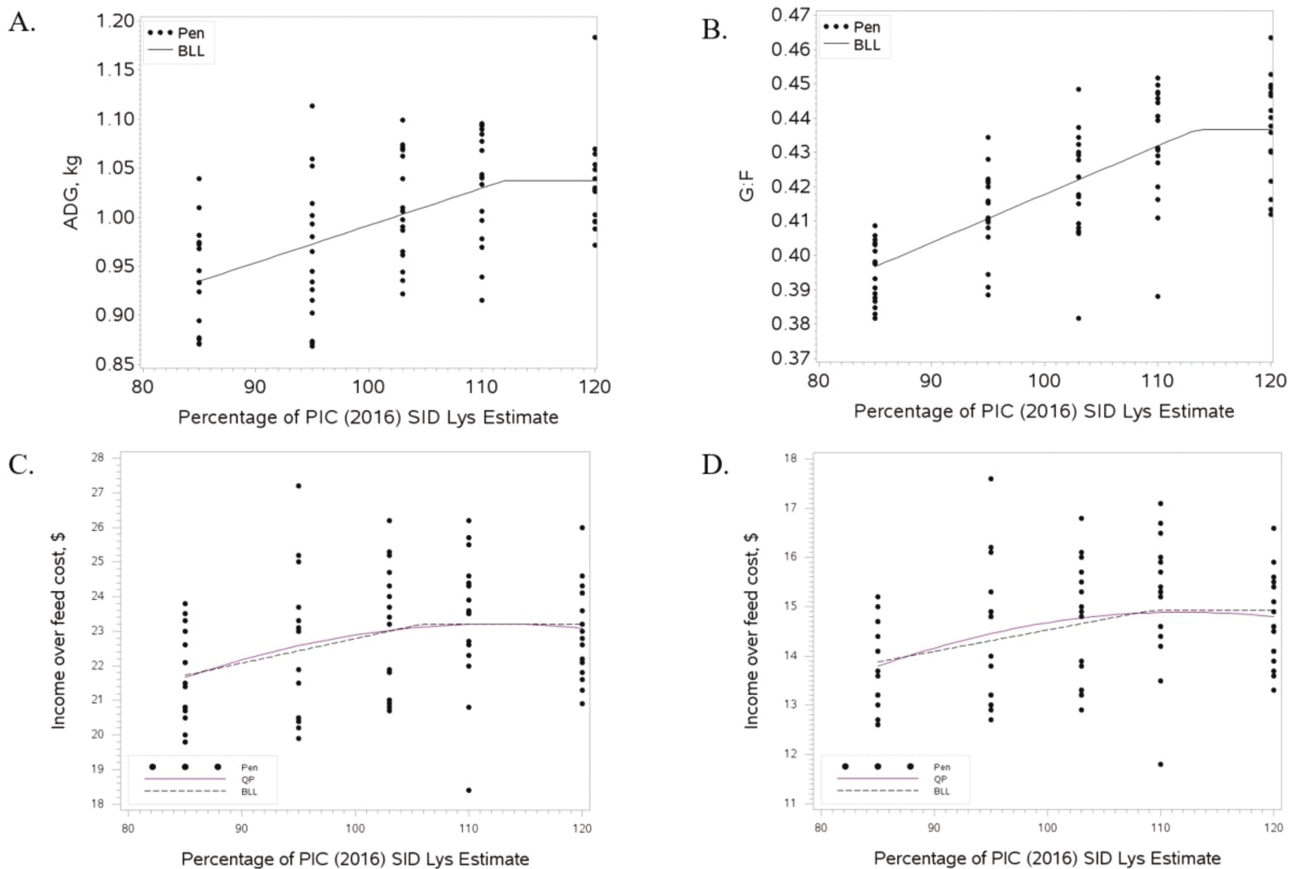 A.
1.20
1.15
1.10
1.05
1.00
0.95
0.90
0.85
ADG, kg
Pen
BLL
80 90 100 110 120
Percentage of PIC (2016) SID Lys Estimate
B.
0.47
0.46
0.45
0.44
0.43
0.42
0.41
0.40
0.39
0.38
0.37
G:F
Pen
BLL
80 90 100 110 120
Percentage of PIC (2016) SID Lys Estimate
C.
28
27
26
25
24
23
22
21
20
19
18
Income over feed cost, $
Pen
QP
BLL
80 90 100 110 120
Percentage of PIC (2016) SID Lys Estimate
D.
18
17
16
15
14
13
12
11
Income over feed cost, $
Pen
QP
BLL
80 90 100 110 120
Percentage of PIC (2016) SID Lys Estimate